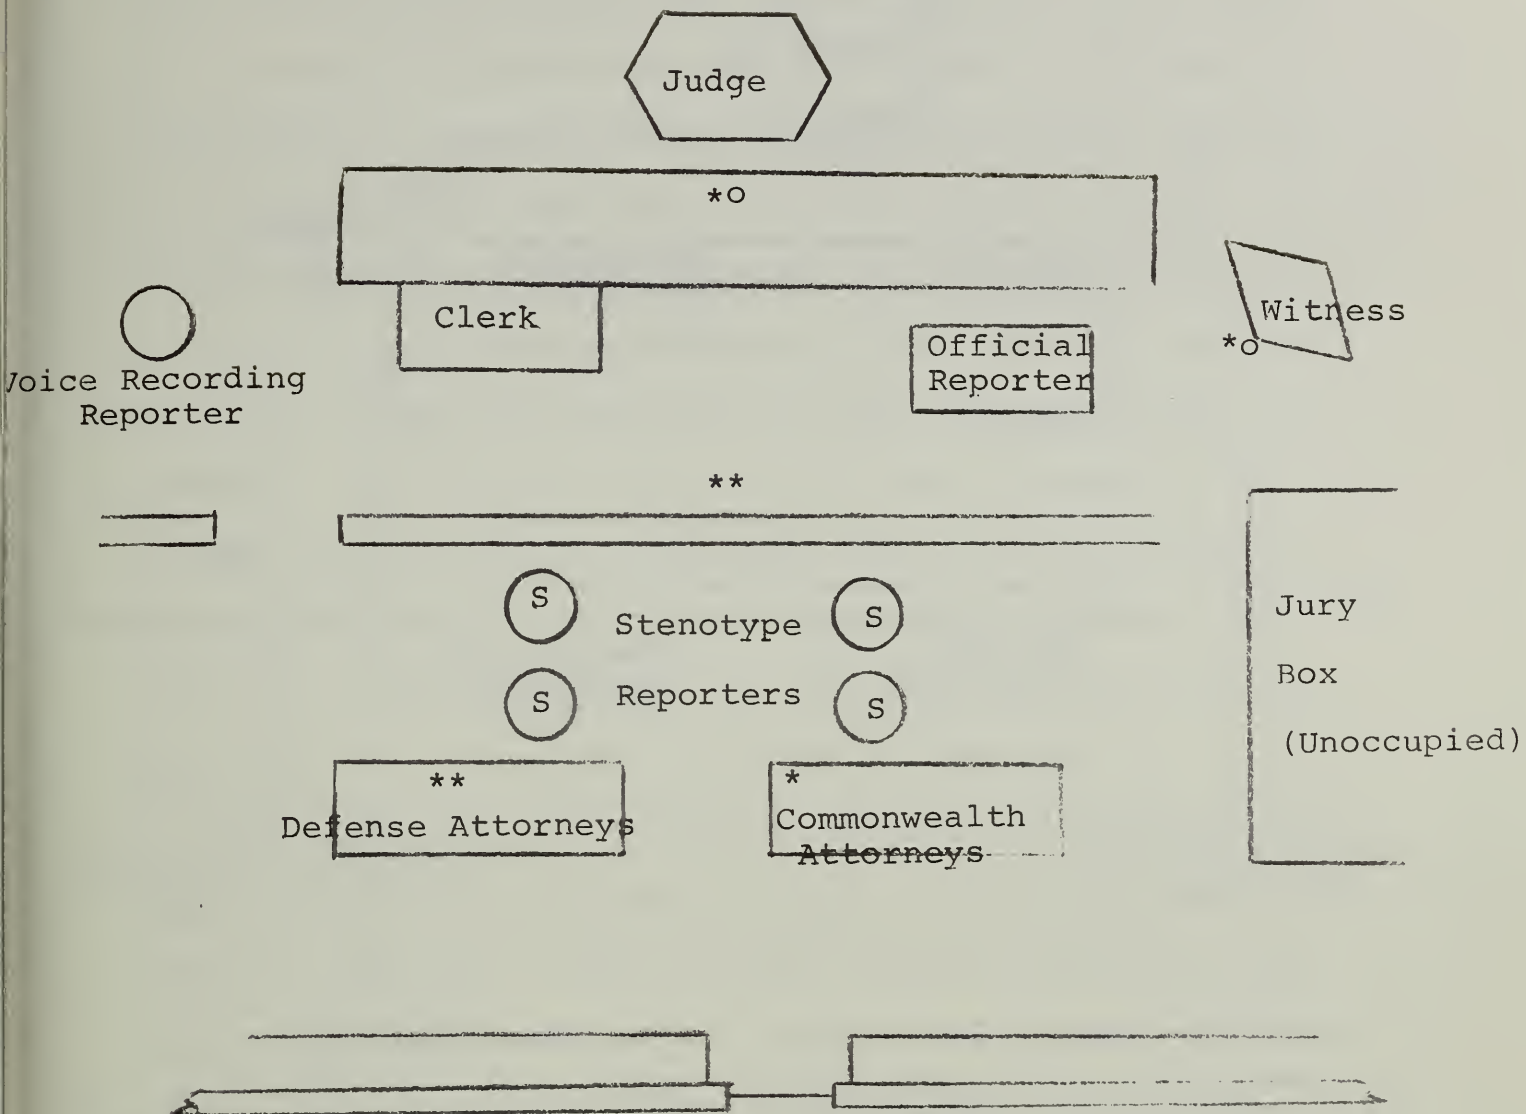 Judge
*o
Clerk
Witness
*o
Official
Reporter
Voice Recording
Reporter
**
S
S
Stenotype
S
S
Reporters
Jury
Box
(Unoccupied)
**
Defense Attorneys
*
Commonwealth
Attorneys